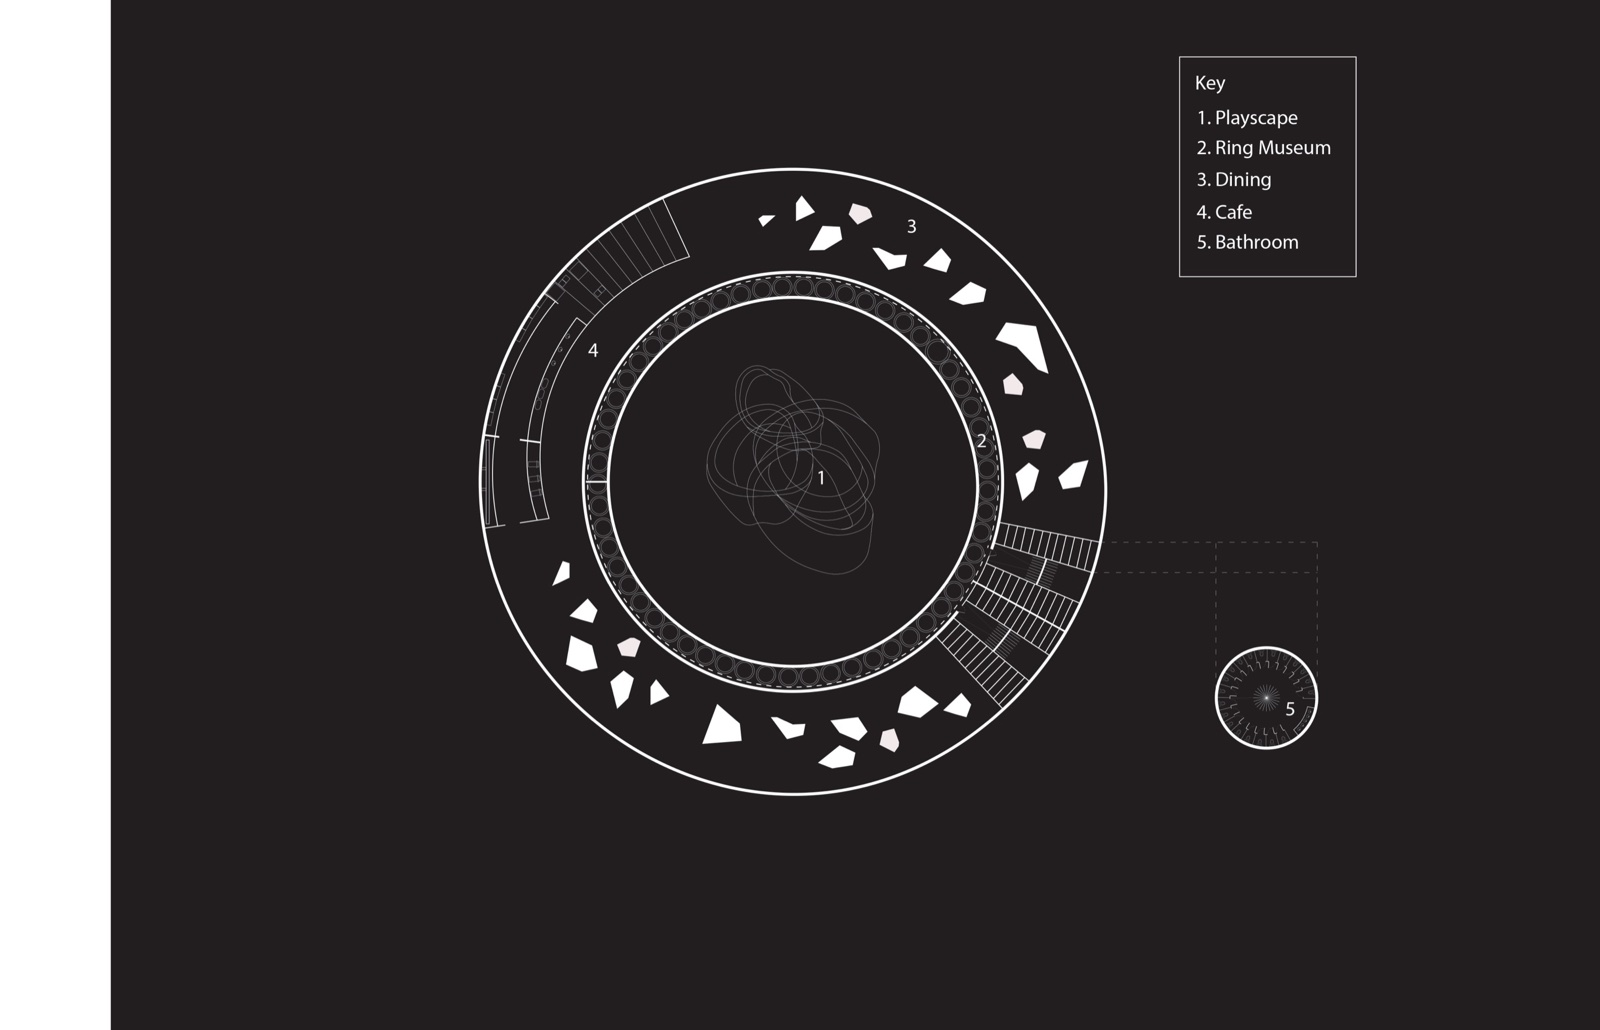 Key
1. Playscape
2. Ring Museum
3. Dining
4. Cafe
5. Bathroom
3
4
2
1
5